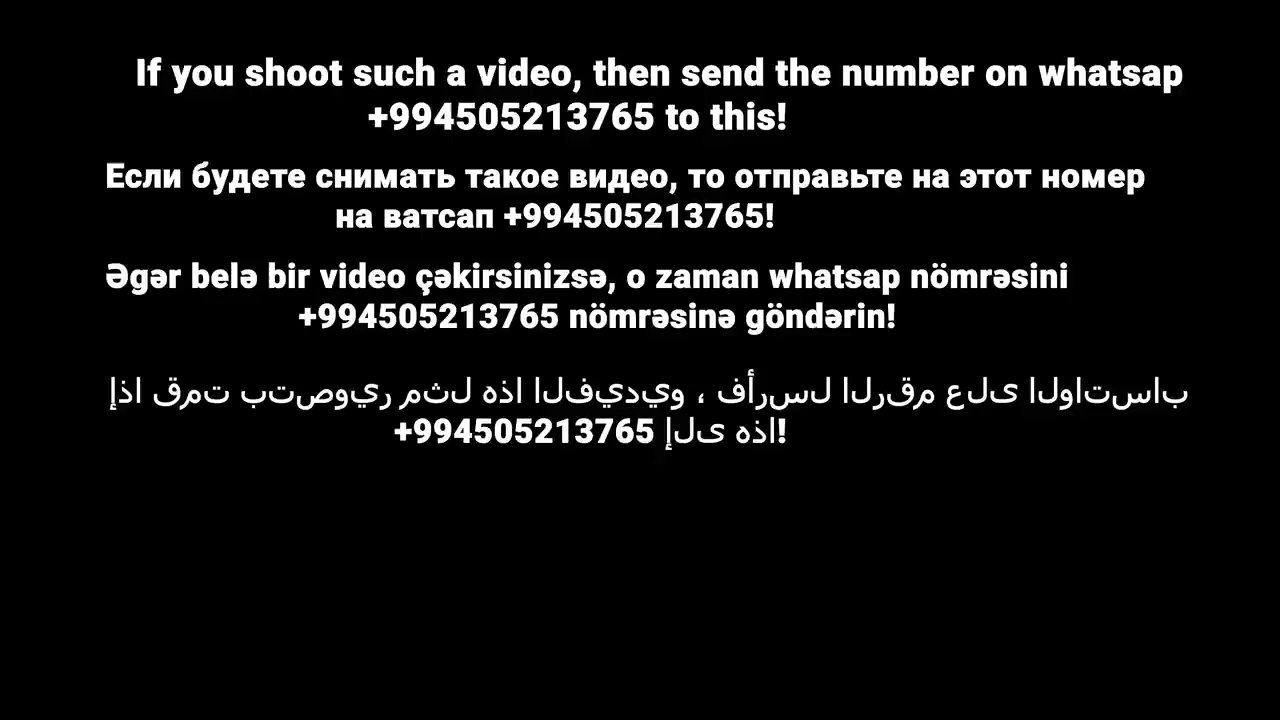 If you shoot such a video, then send the number on whatsap
+994505213765 to this!
Если будете снимать такое видео, то отправьте на этот номер
на ватсап +994505213765!
Əgər belə bir video çəkirsinizsə, o zaman whatsap nömrəsini
+994505213765 nömrəsinə göndərin!
إذا قمت بتصوير مثل هذا الفيديو ، فأرسل الرقم على الواتساب
+994505213765 إلى هذا!